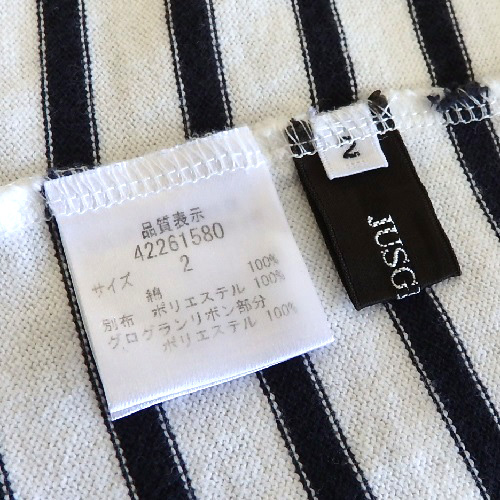 品質表示
42261580
サイズ 2
綿 100%
別布 ポリエステル 100%
グログランリボン部分
ポリエステル 100%
2
JUSGL